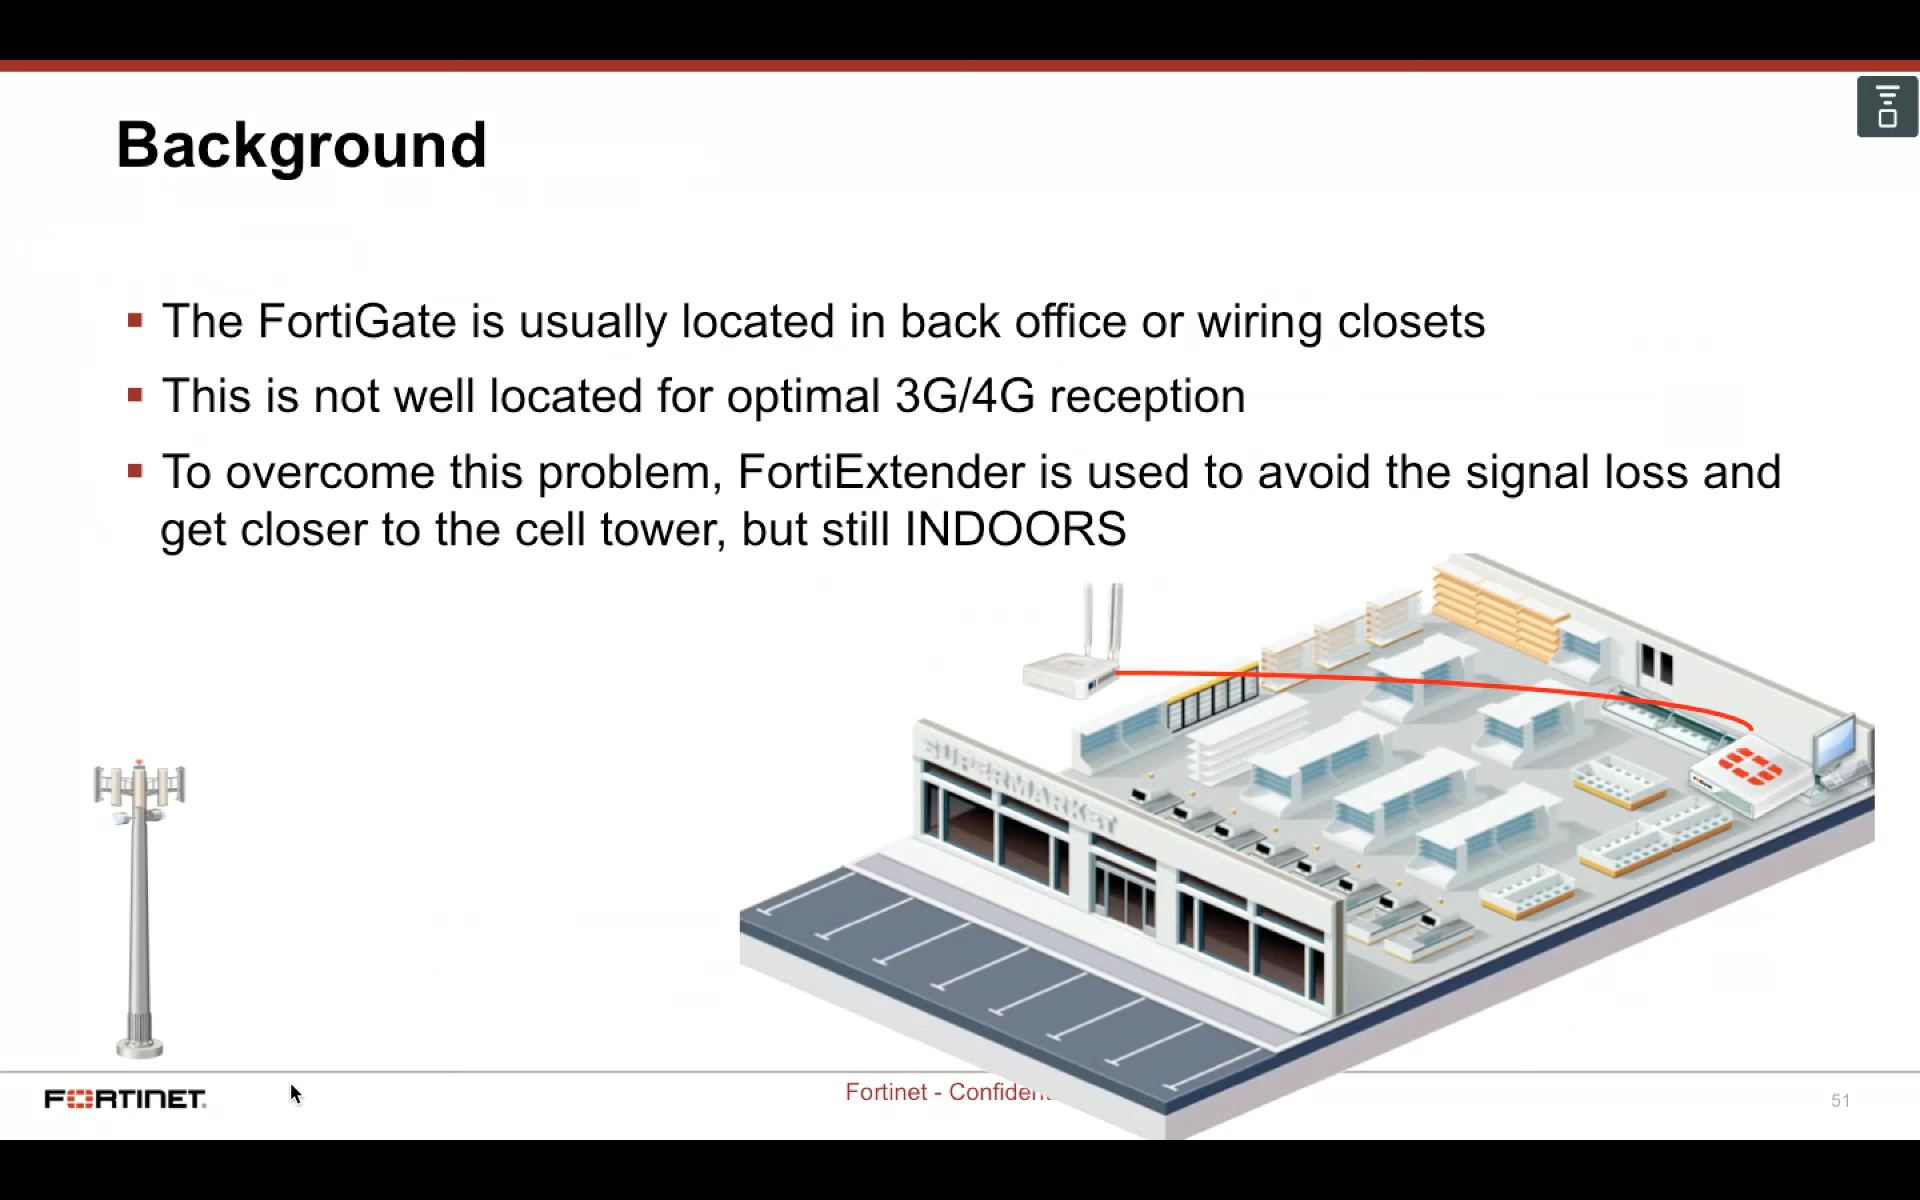 Background
The FortiGate is usually located in back office or wiring closets
This is not well located for optimal 3G/4G reception
To overcome this problem, FortiExtender is used to avoid the signal loss and
get closer to the cell tower, but still INDOORS
SUPERMARKET
FORTINET
Fortinet - Confident
51